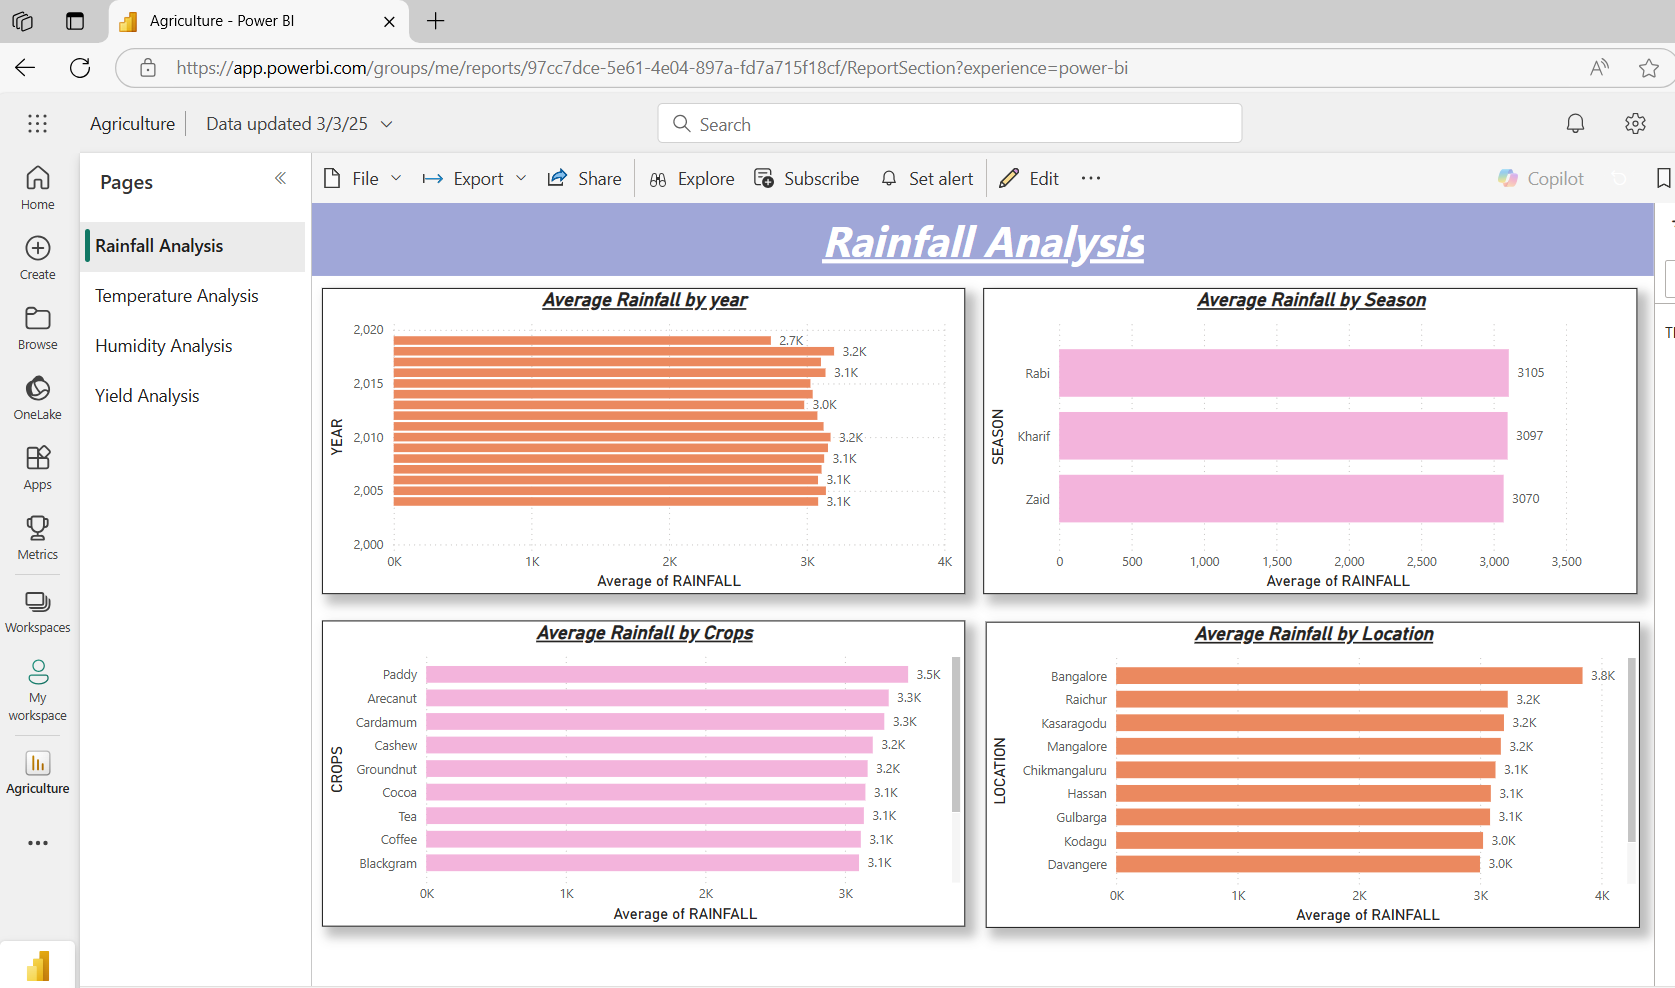 Agriculture - Power BI
https://app.powerbi.com/groups/me/reports/97cc7dce-5e61-4e04-897a-fd7a715f18cf/ReportSection?experience=power-bi
Agriculture
Data updated 3/3/25
Search
Home
Create
Browse
OneLake
Apps
Metrics
Workspaces
My
workspace
Agriculture
Pages
Rainfall Analysis
Temperature Analysis
Humidity Analysis
Yield Analysis
File
Export
Share
Explore
Subscribe
Set alert
Edit
Copilot
Rainfall Analysis
Average Rainfall by year
YEAR
2,020
2,015
2,010
2,005
2,000
2.7K
3.2K
3.1K
3.0K
3.2K
3.1K
3.1K
3.1K
0K 1K 2K 3K 4K
Average of RAINFALL
Average Rainfall by Season
SEASON
Rabi 3105
Kharif 3097
Zaid 3070
0 500 1,000 1,500 2,000 2,500 3,000 3,500
Average of RAINFALL
Average Rainfall by Crops
CROPS
Paddy 3.5K
Arecanut 3.3K
Cardamum 3.3K
Cashew 3.2K
Groundnut 3.2K
Cocoa 3.1K
Tea 3.1K
Coffee 3.1K
Blackgram 3.1K
0K 1K 2K 3K
Average of RAINFALL
Average Rainfall by Location
LOCATION
Bangalore 3.8K
Raichur 3.2K
Kasaragodu 3.2K
Mangalore 3.2K
Chikmangaluru 3.1K
Hassan 3.1K
Gulbarga 3.1K
Kodagu 3.0K
Davangere 3.0K
0K 1K 2K 3K 4K
Average of RAINFALL